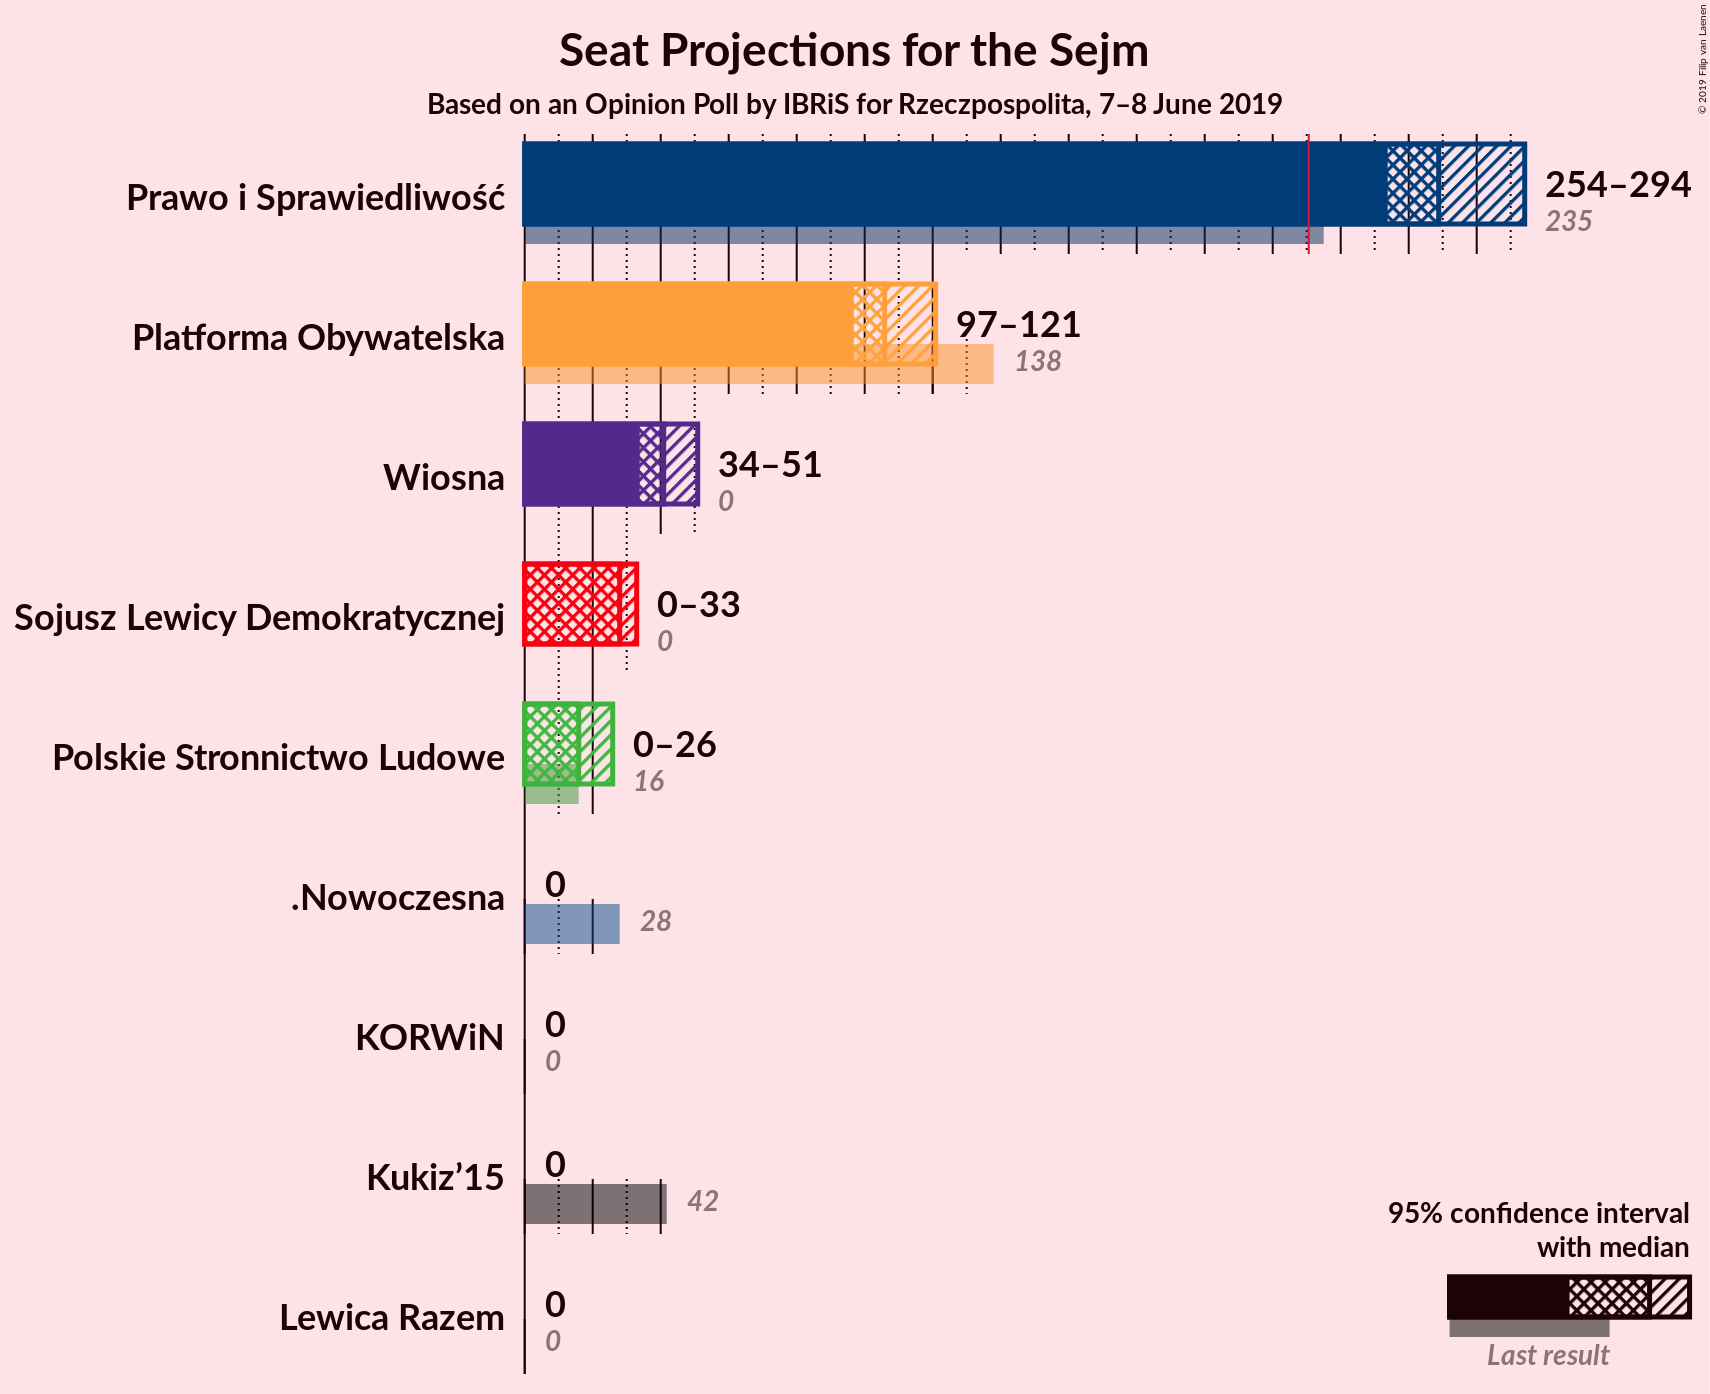 Seat Projections for the Sejm
Based on an Opinion Poll by IBRiS for Rzeczpospolita, 7–8 June 2019
© 2019 Filip van Laenen
Prawo i Sprawiedliwość
254–294
235
Platforma Obywatelska
97–121
138
Wiosna
34–51
0
Sojusz Lewicy Demokratycznej
0–33
0
Polskie Stronnictwo Ludowe
0–26
16
.Nowoczesna
0
28
KORWiN
0
0
Kukiz’15
0
42
Lewica Razem
0
0
95% confidence interval
with median
Last result